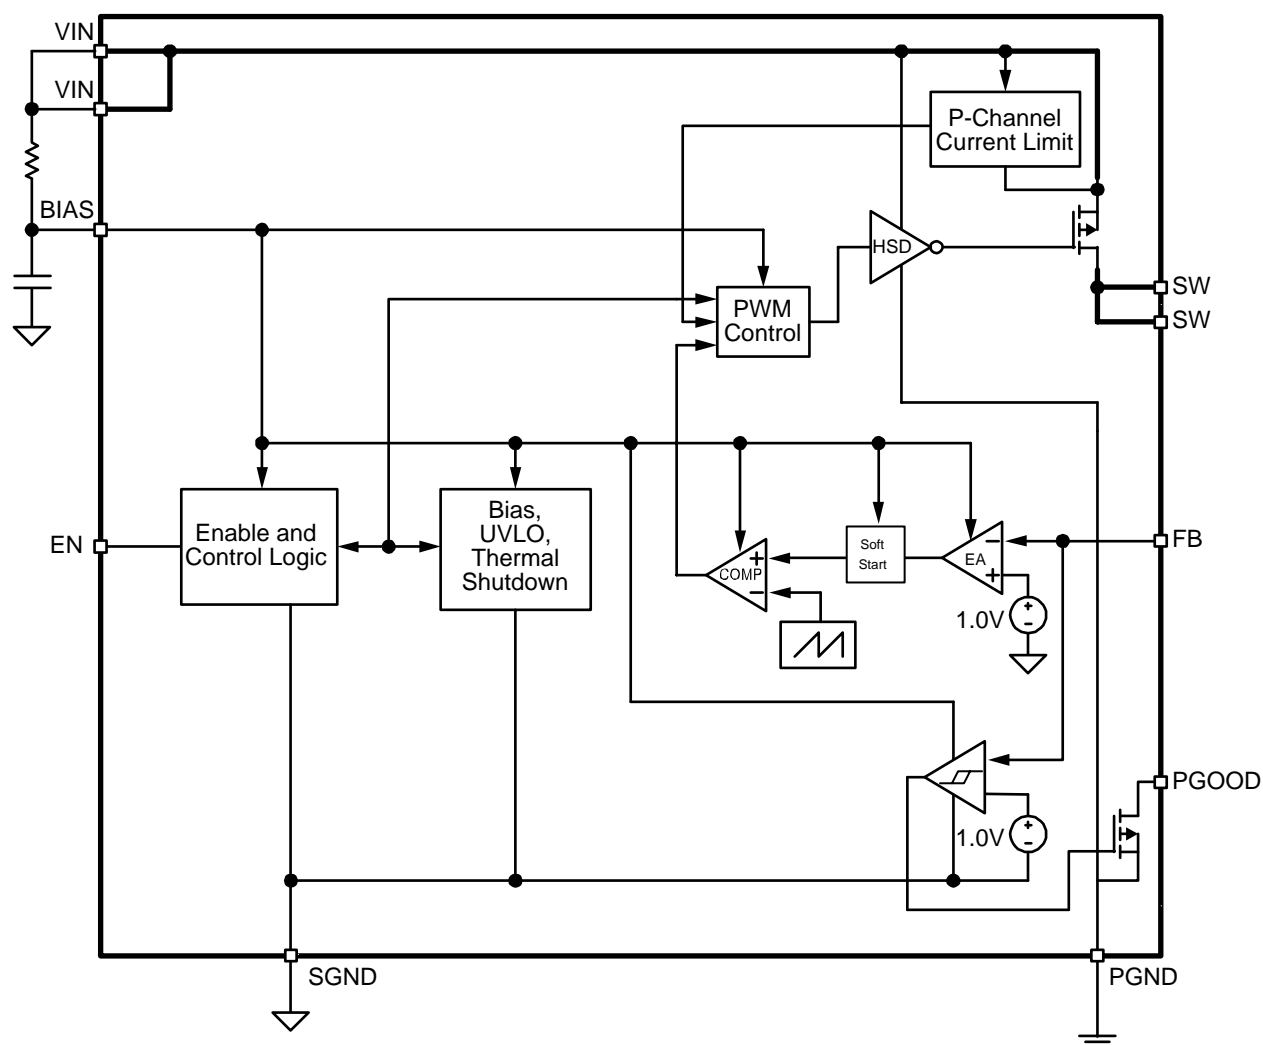 VIN
VIN
P-Channel
Current Limit
BIAS
HSD
SW
PWM
Control
SW
Enable and
Control Logic
Bias,
UVLO,
Thermal
Shutdown
EN
Soft
Start
COMP
+
−
EA
−
+
FB
1.0V
+
−
PGOOD
1.0V
+
−
SGND
PGND